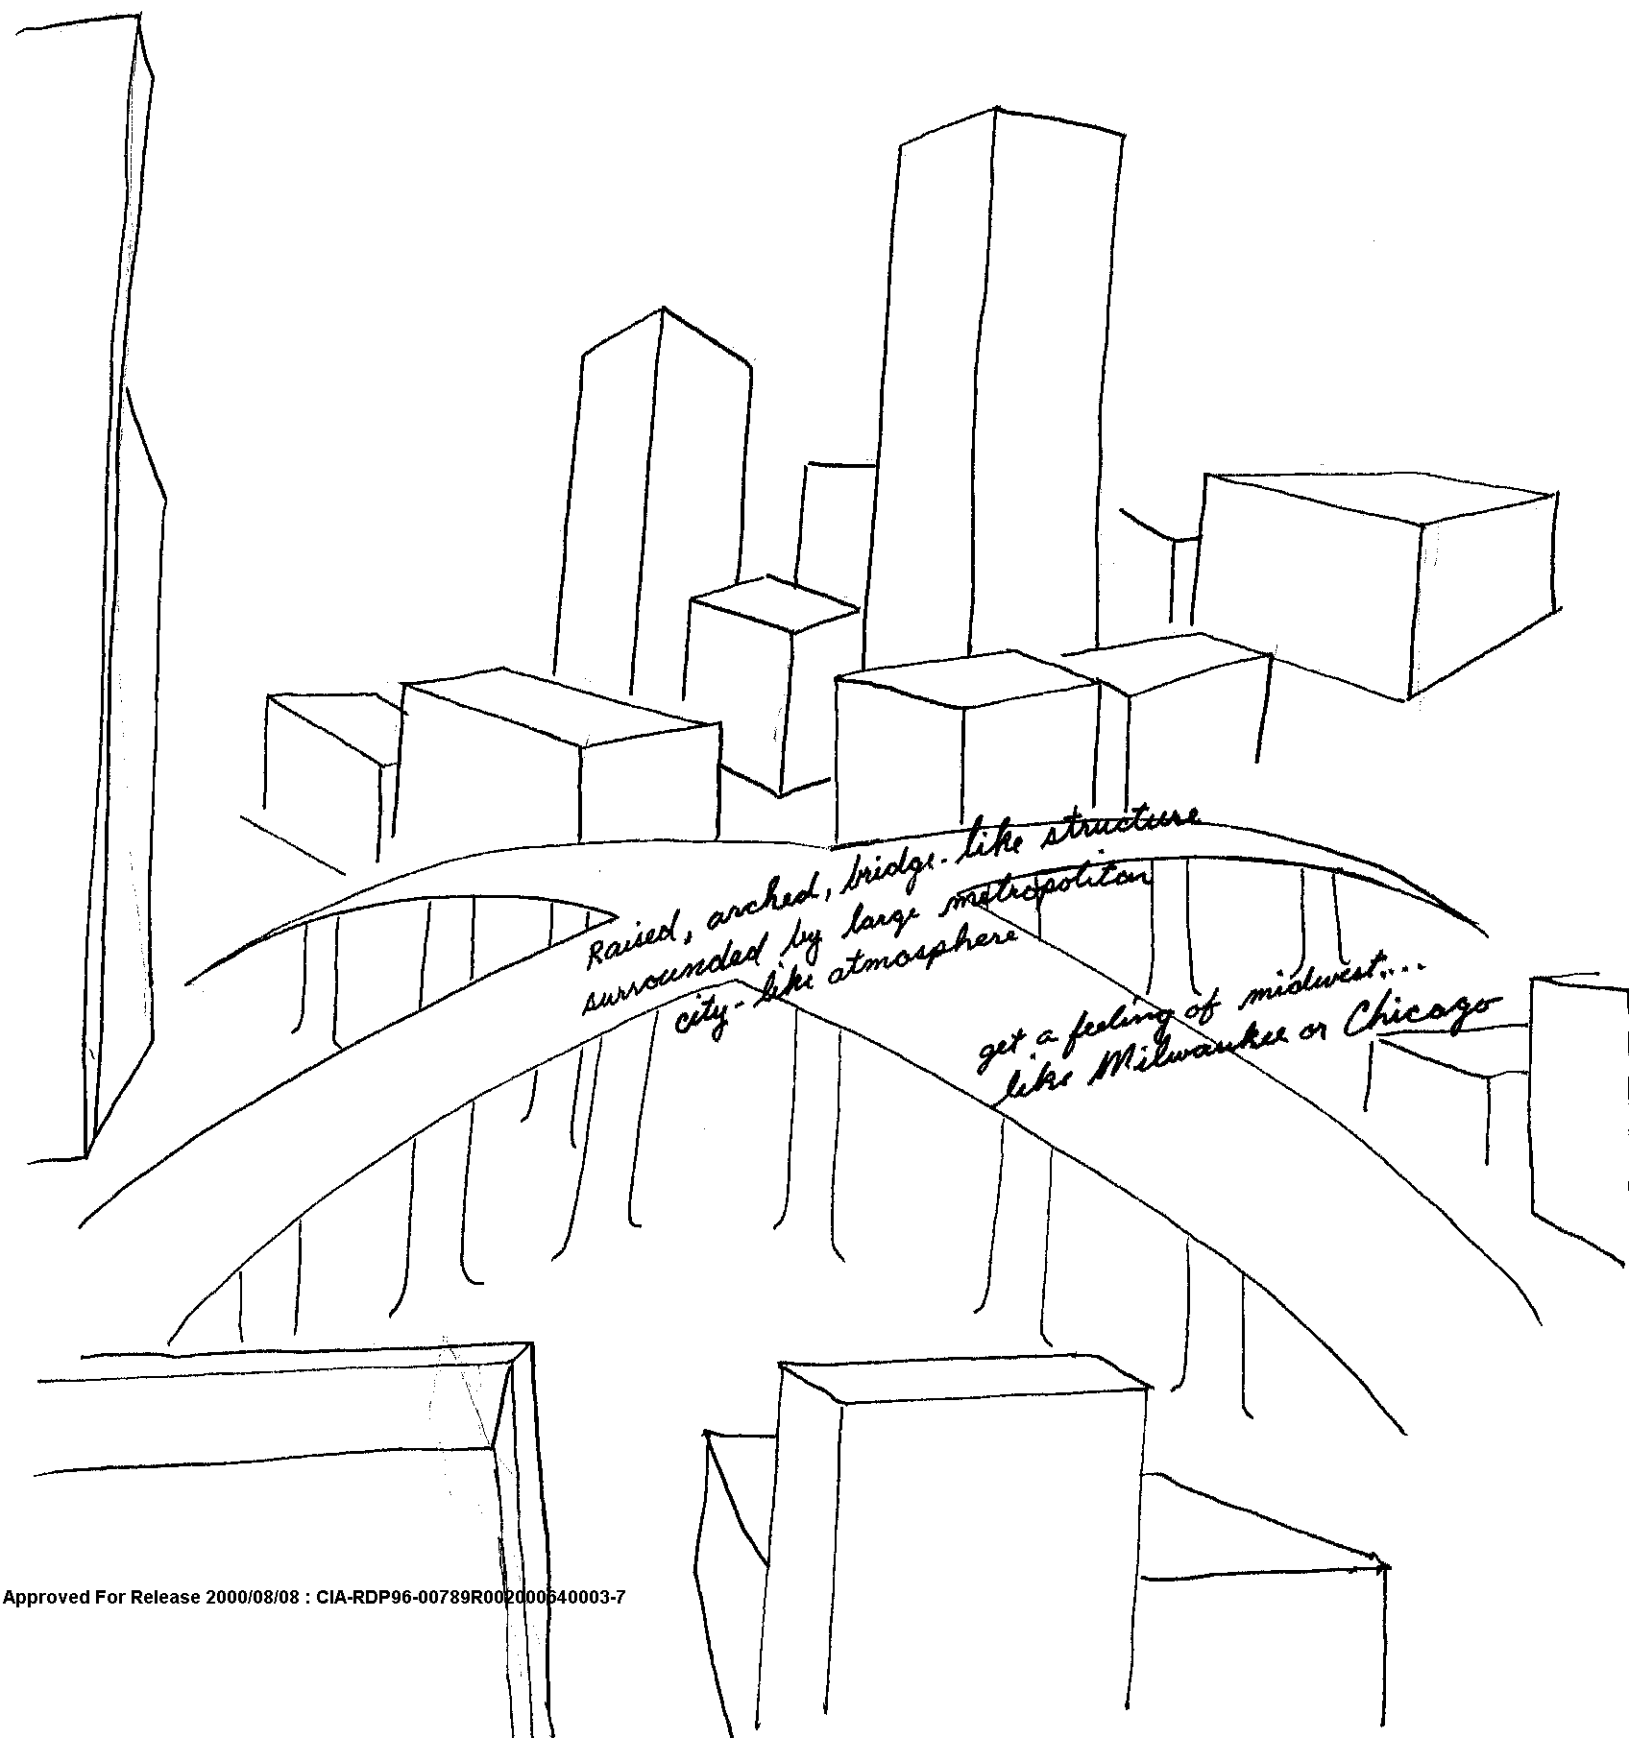 Raised, arched, bridge-like structure
surrounded by large metropolitan
city-like atmosphere
get a feeling of midwest....
like Milwaukee or Chicago
Approved For Release 2000/08/08 : CIA-RDP96-00789R002000640003-7